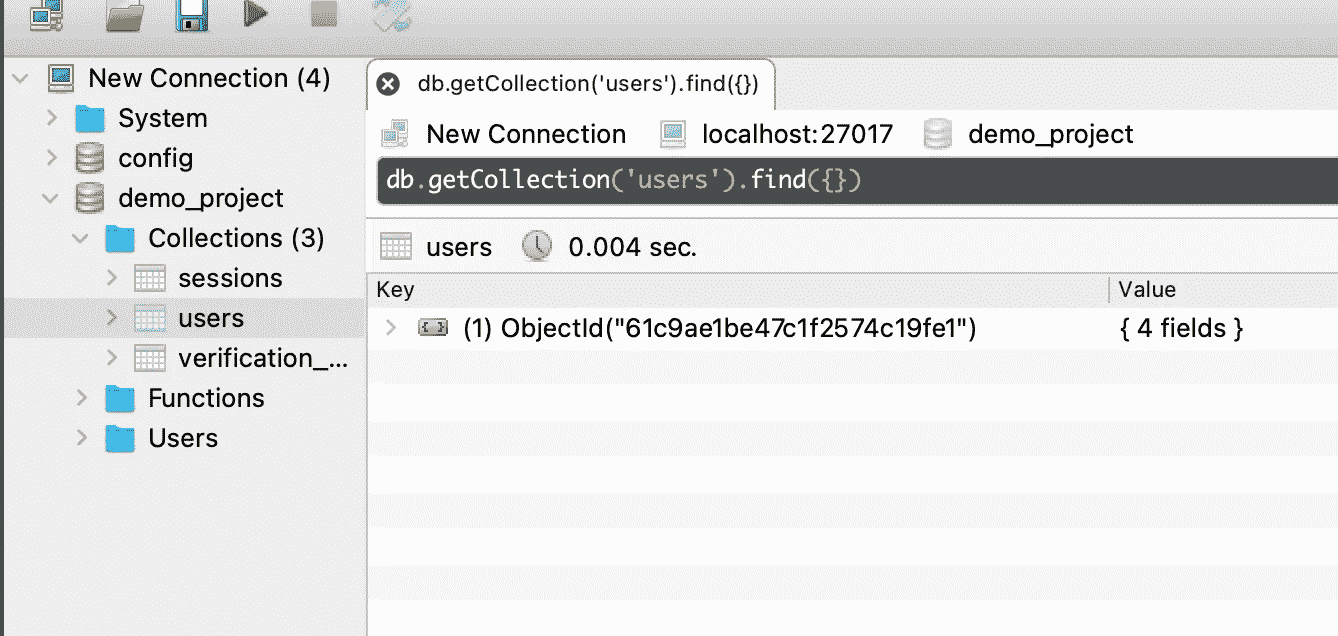 New Connection (4)
System
config
demo_project
Collections (3)
sessions
users
verification_...
Functions
Users
db.getCollection('users').find({})
New Connection localhost:27017 demo_project
db.getCollection('users').find({})
users 0.004 sec.
Key Value
(1) ObjectId("61c9ae1be47c1f2574c19fe1") { 4 fields }